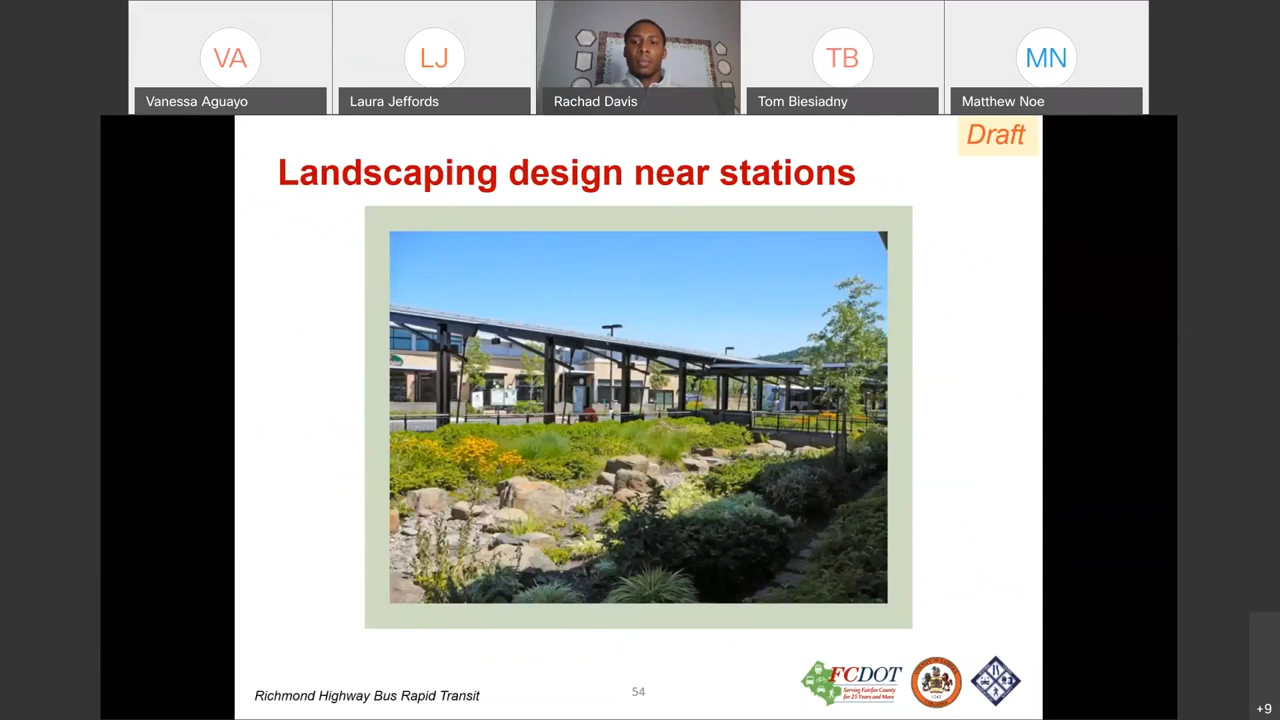 VA
LJ
TB
MN
Vanessa Aguayo
Laura Jeffords
Rachad Davis
Tom Biesiadny
Matthew Noe
Draft
Landscaping design near stations
Richmond Highway Bus Rapid Transit
54
FCDOT
Serving Fairfax County
for 25 Years and More
+9